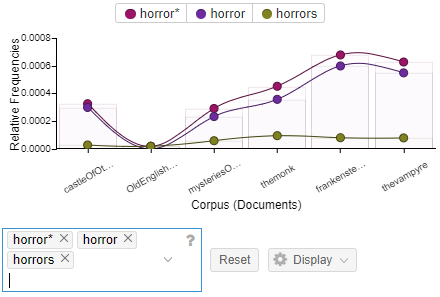 horror* horror horrors
Relative Frequencies
0.0008
0.0006
0.0004
0.0002
0.0000
castleOfOt... OldEnglish... mysteriesO... themonk frankenste... thevampyre
Corpus (Documents)
horror* × horror × ?
horrors ×
Reset Display